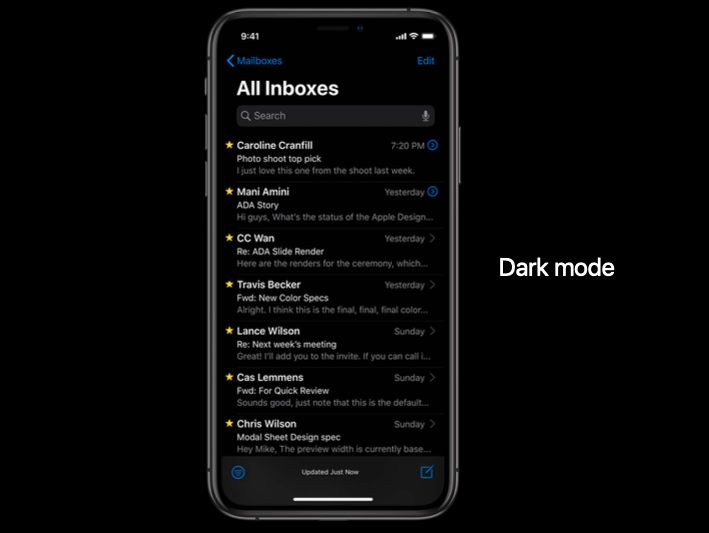 9:41
Mailboxes
Edit
All Inboxes
Search
Caroline Cranfill 7:20 PM
Photo shoot top pick
I just love this one from the shoot last week.
Mani Amini Yesterday
ADA Story
Hi guys, What's the status of the Apple Design...
CC Wan Yesterday
Re: ADA Slide Render
Here are the renders for the ceremony, which...
Travis Becker Yesterday
Fwd: New Color Specs
Alright. I think this is the final, final, final color...
Lance Wilson Sunday
Re: Next week's meeting
Great! I'll add you to the invite. If you can call i...
Cas Lemmens Sunday
Fwd: For Quick Review
Sounds good, just note that this is the default...
Chris Wilson Sunday
Modal Sheet Design spec
Hey Mike, The preview width is currently base...
Updated Just Now
Dark mode